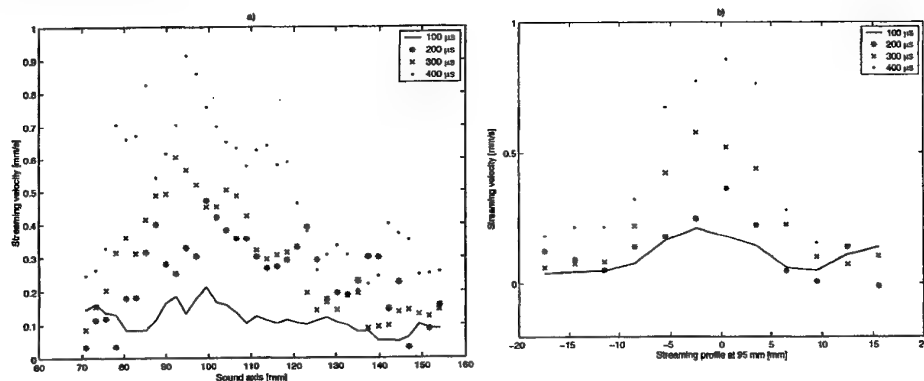 a)
Streaming velocity [mm/s]
1
0.9
0.8
0.7
0.6
0.5
0.4
0.3
0.2
0.1
0
60
70
80
90
100
110
120
130
140
150
160
Sound axis [mm]
100 µs
200 µs
300 µs
400 µs
b)
Streaming velocity [mm/s]
1
0.5
0
-20
-15
-10
-5
0
5
10
15
20
Streaming profile at 95 mm [mm]
100 µs
200 µs
300 µs
400 µs